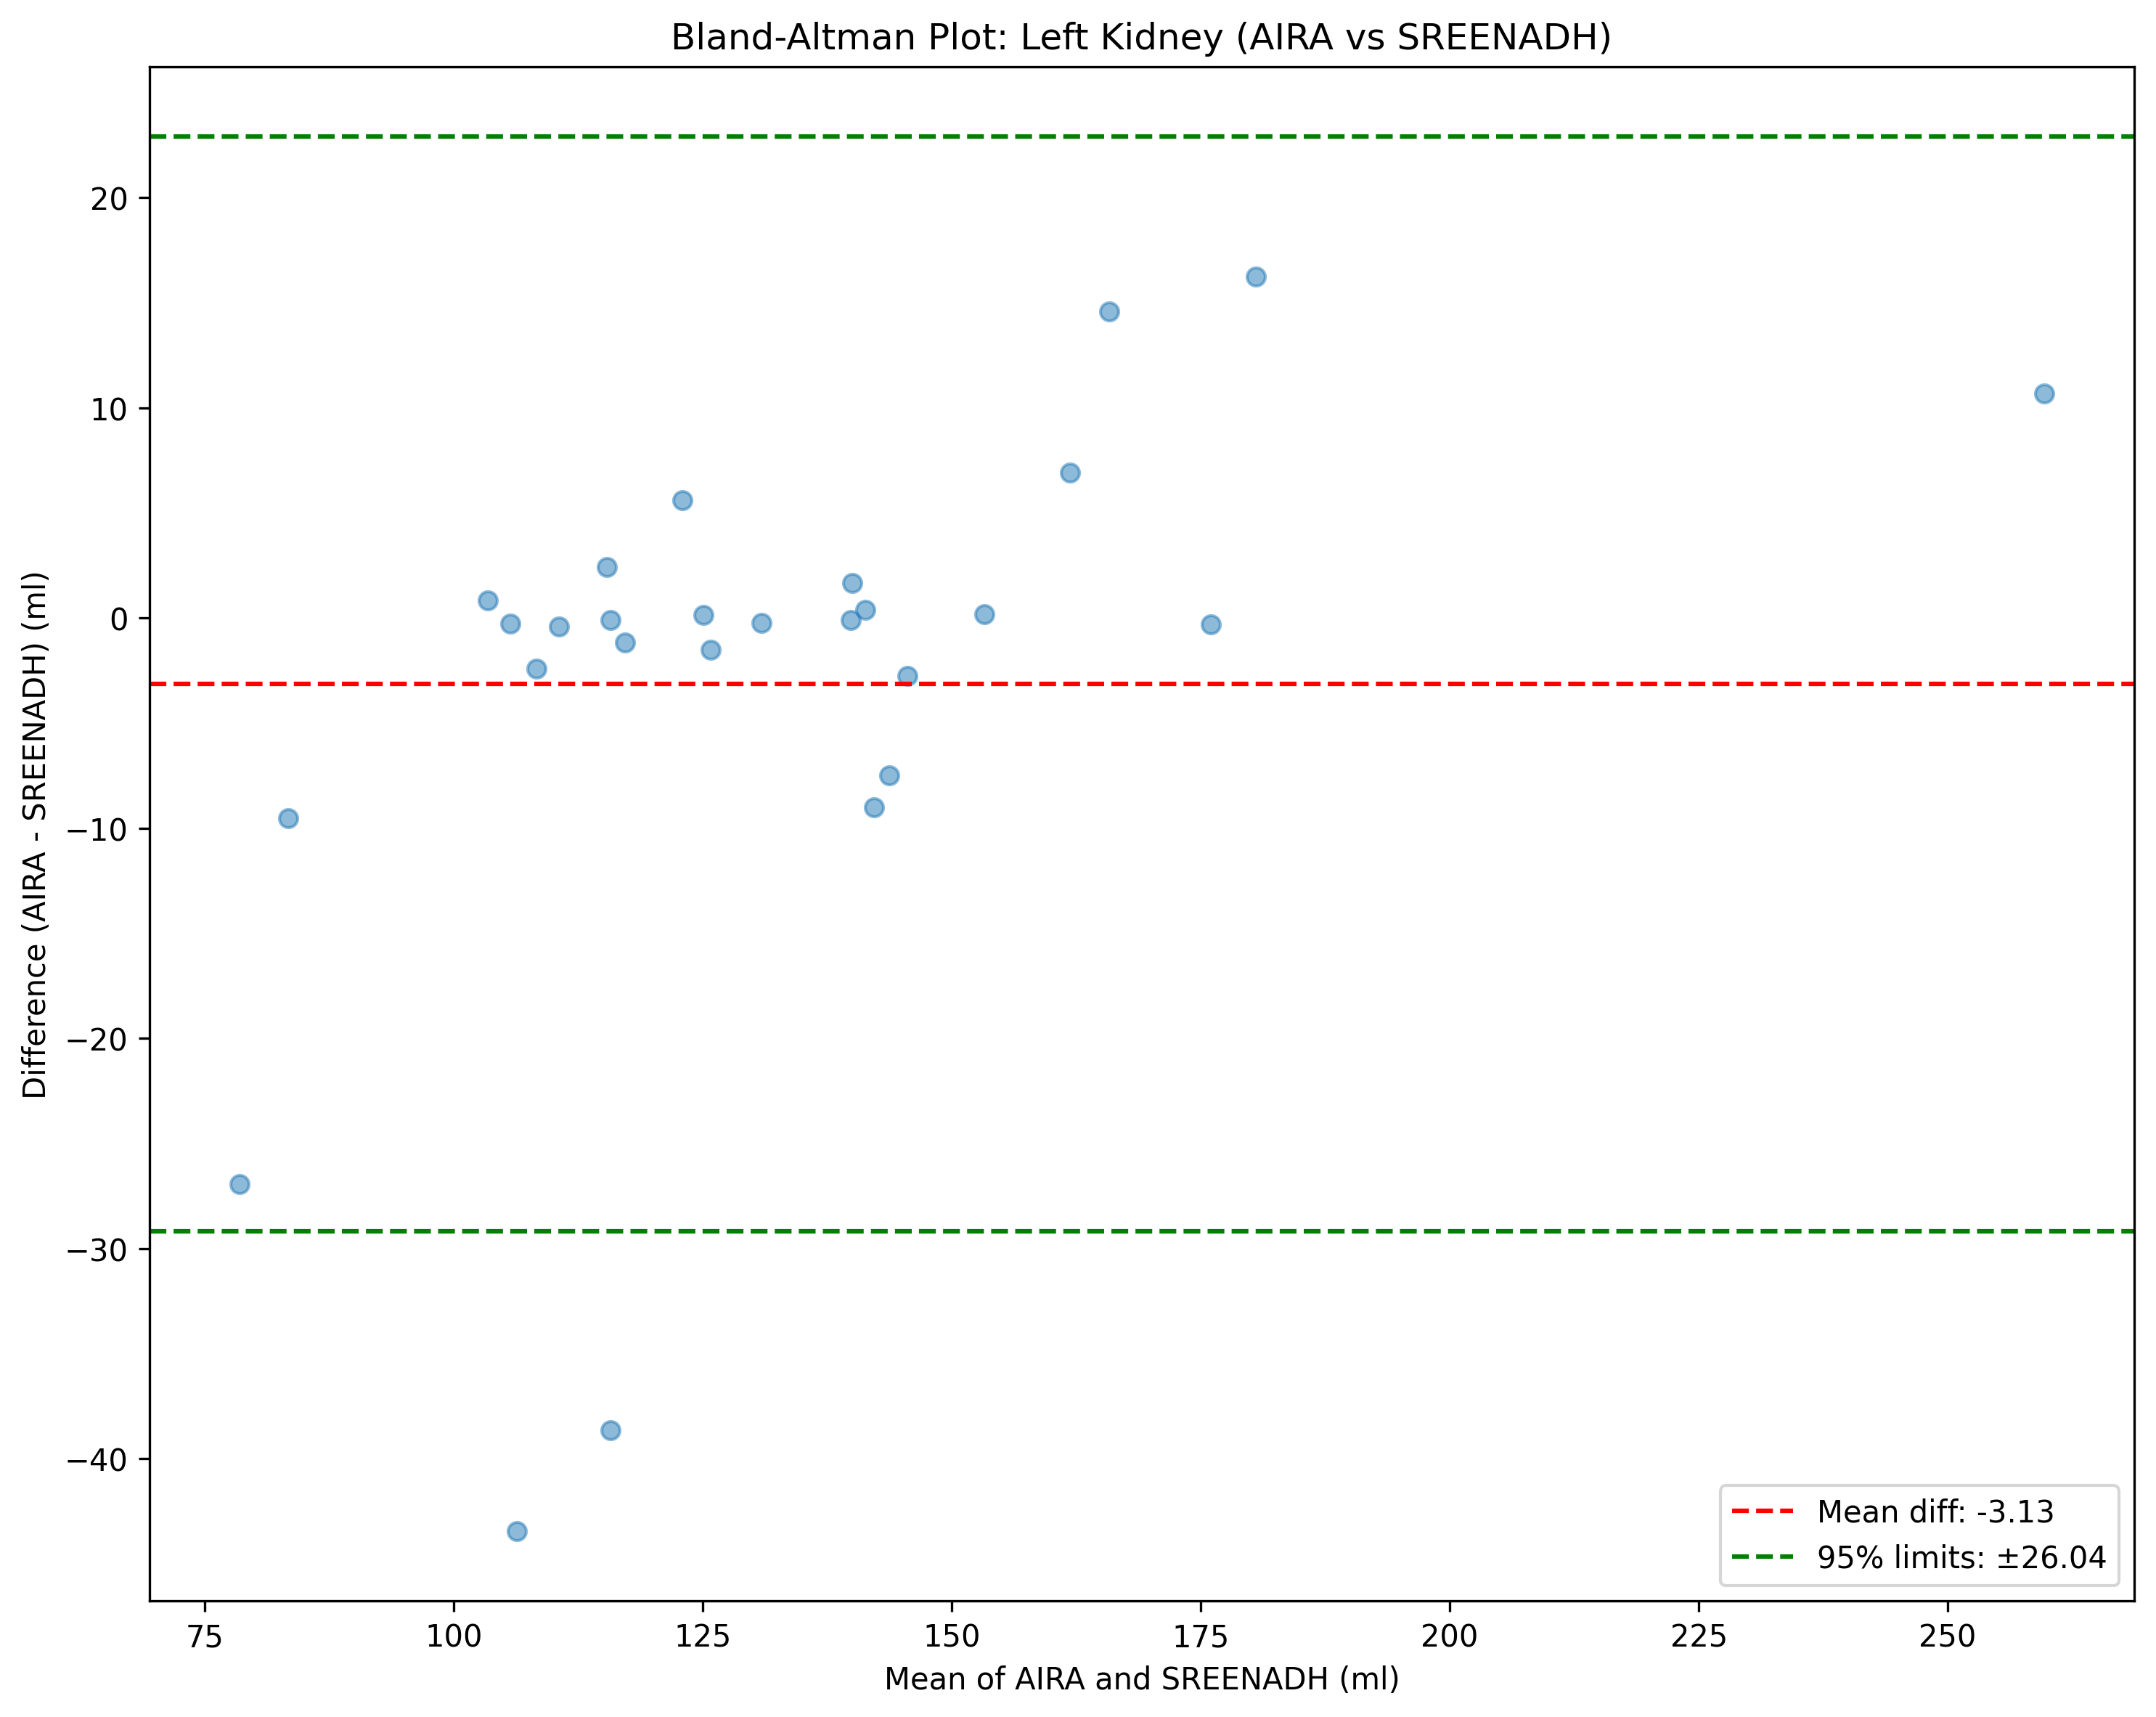 Bland-Altman Plot: Left Kidney (AIRA vs SREENADH)
Difference (AIRA - SREENADH) (ml)
20
10
0
−10
−20
−30
−40
75 100 125 150 175 200 225 250
Mean of AIRA and SREENADH (ml)
Mean diff: -3.13
95% limits: ±26.04